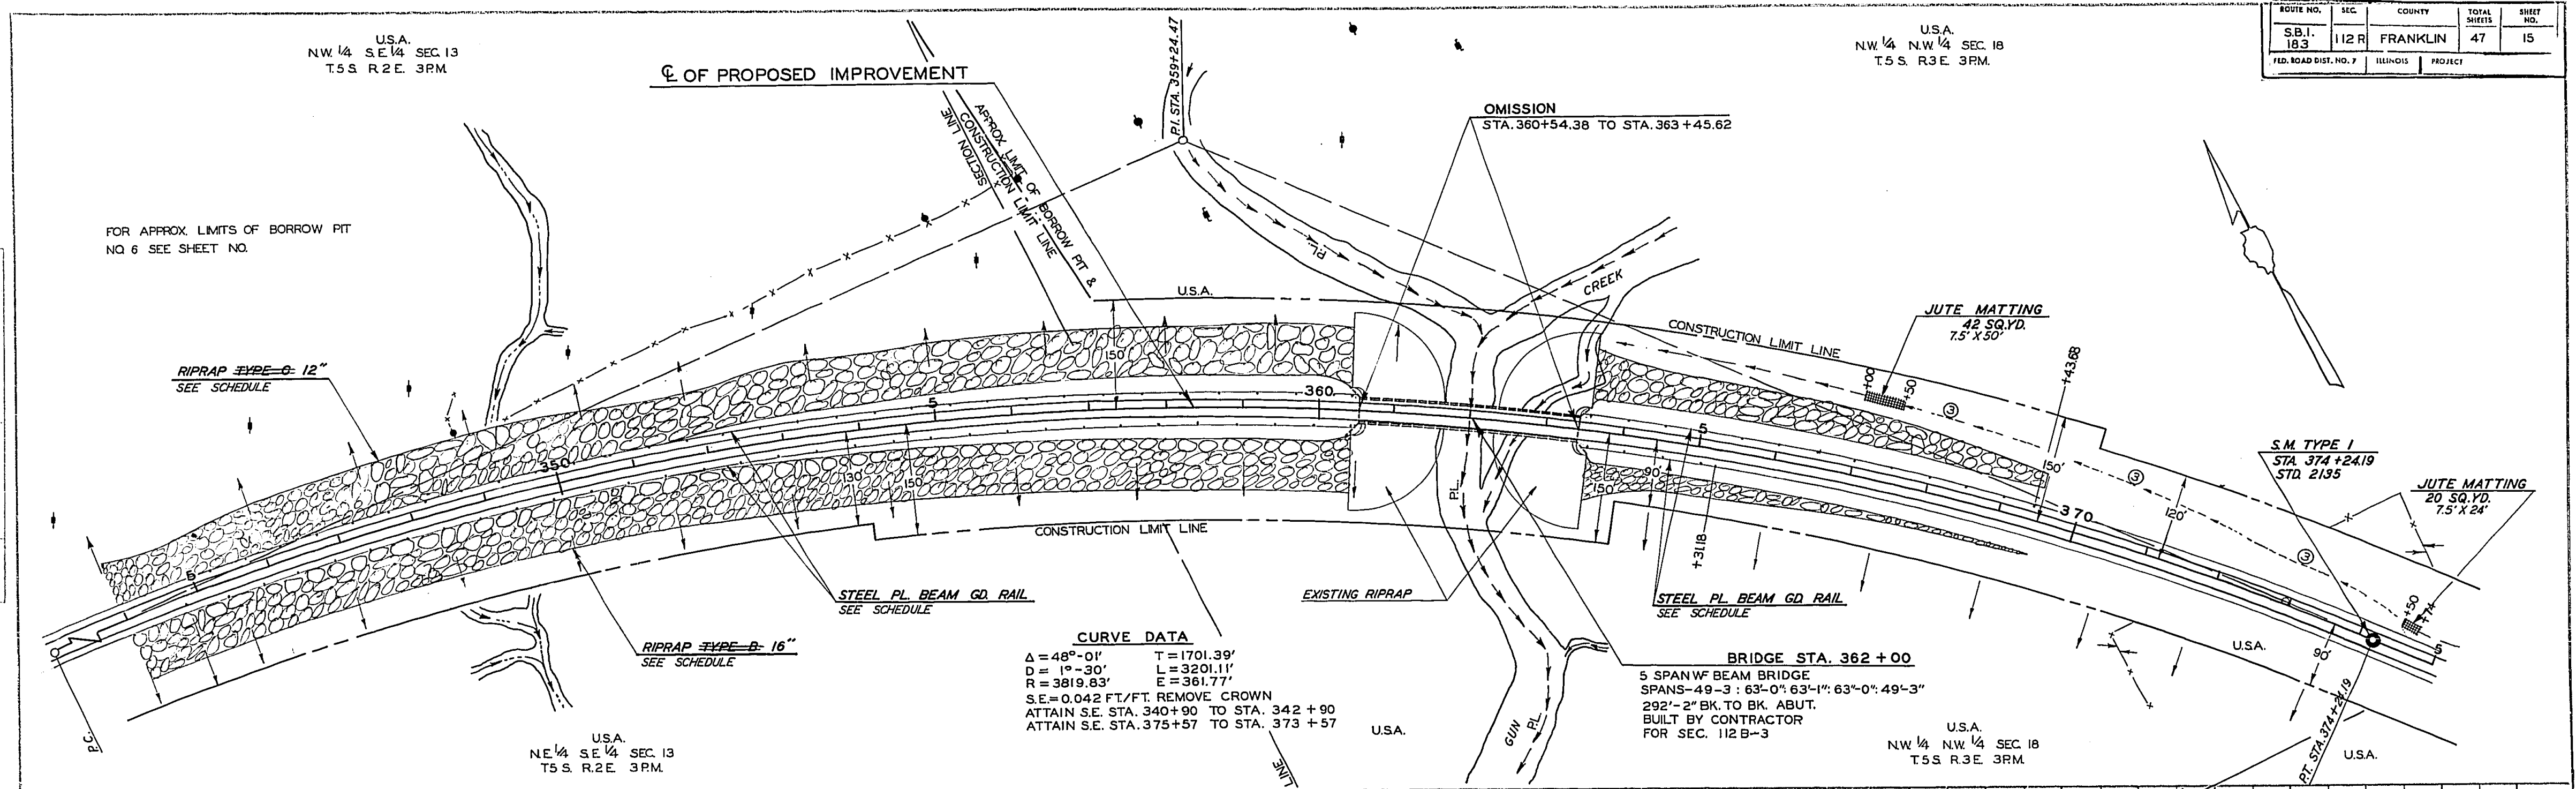 ROUTE NO. SEC. COUNTY TOTAL SHEETS SHEET NO.
S.B.I. 183 112 R FRANKLIN 47 15
FED. ROAD DIST. NO. 7 ILLINOIS PROJECT
U.S.A.
N.W. 1/4 S.E. 1/4 SEC. 13
T.5 S. R.2 E. 3 P.M.
℄ OF PROPOSED IMPROVEMENT
P.I. STA. 359+24.47
U.S.A.
N.W. 1/4 N.W. 1/4 SEC. 18
T.5 S. R.3 E. 3 P.M.
OMISSION
STA. 360+54.38 TO STA. 363+45.62
APPROX. LIMIT OF BORROW PIT &
CONSTRUCTION LIMIT LINE
SECTION LINE
FOR APPROX. LIMITS OF BORROW PIT
NO. 6 SEE SHEET NO.
P.L.
CREEK
U.S.A.
CONSTRUCTION LIMIT LINE
JUTE MATTING
42 SQ.YD.
7.5' X 50'
+00
+50
+43.68
3
RIPRAP TYPE C 12"
SEE SCHEDULE
150'
360
5
350
5
130'
150'
5
90'
150'
+31.18
150'
3
370
120'
3
S.M. TYPE 1
STA. 374+24.19
STD. 2135
JUTE MATTING
20 SQ.YD.
7.5' X 24'
+50
+74
5
P.L.
CONSTRUCTION LIMIT LINE
STEEL PL. BEAM GD. RAIL
SEE SCHEDULE
EXISTING RIPRAP
STEEL PL. BEAM GD. RAIL
SEE SCHEDULE
RIPRAP TYPE B 16"
SEE SCHEDULE
CURVE DATA
Δ = 48°-01' T = 1701.39'
D = 1°-30' L = 3201.11'
R = 3819.83' E = 361.77'
S.E. = 0.042 FT./FT. REMOVE CROWN
ATTAIN S.E. STA. 340+90 TO STA. 342+90
ATTAIN S.E. STA. 375+57 TO STA. 373+57
U.S.A.
BRIDGE STA. 362+00
5 SPAN WF BEAM BRIDGE
SPANS-49-3 : 63'-0": 63'-1": 63'-0": 49'-3"
292'-2" BK. TO BK. ABUT.
BUILT BY CONTRACTOR
FOR SEC. 112 B-3
U.S.A.
90'
P.C.
U.S.A.
N.E. 1/4 S.E. 1/4 SEC. 13
T.5 S. R.2 E. 3 P.M.
LINE
GUN
P.L.
U.S.A.
N.W. 1/4 N.W. 1/4 SEC. 18
T.5 S. R.3 E. 3 P.M.
P.T. STA. 374+24.19
U.S.A.